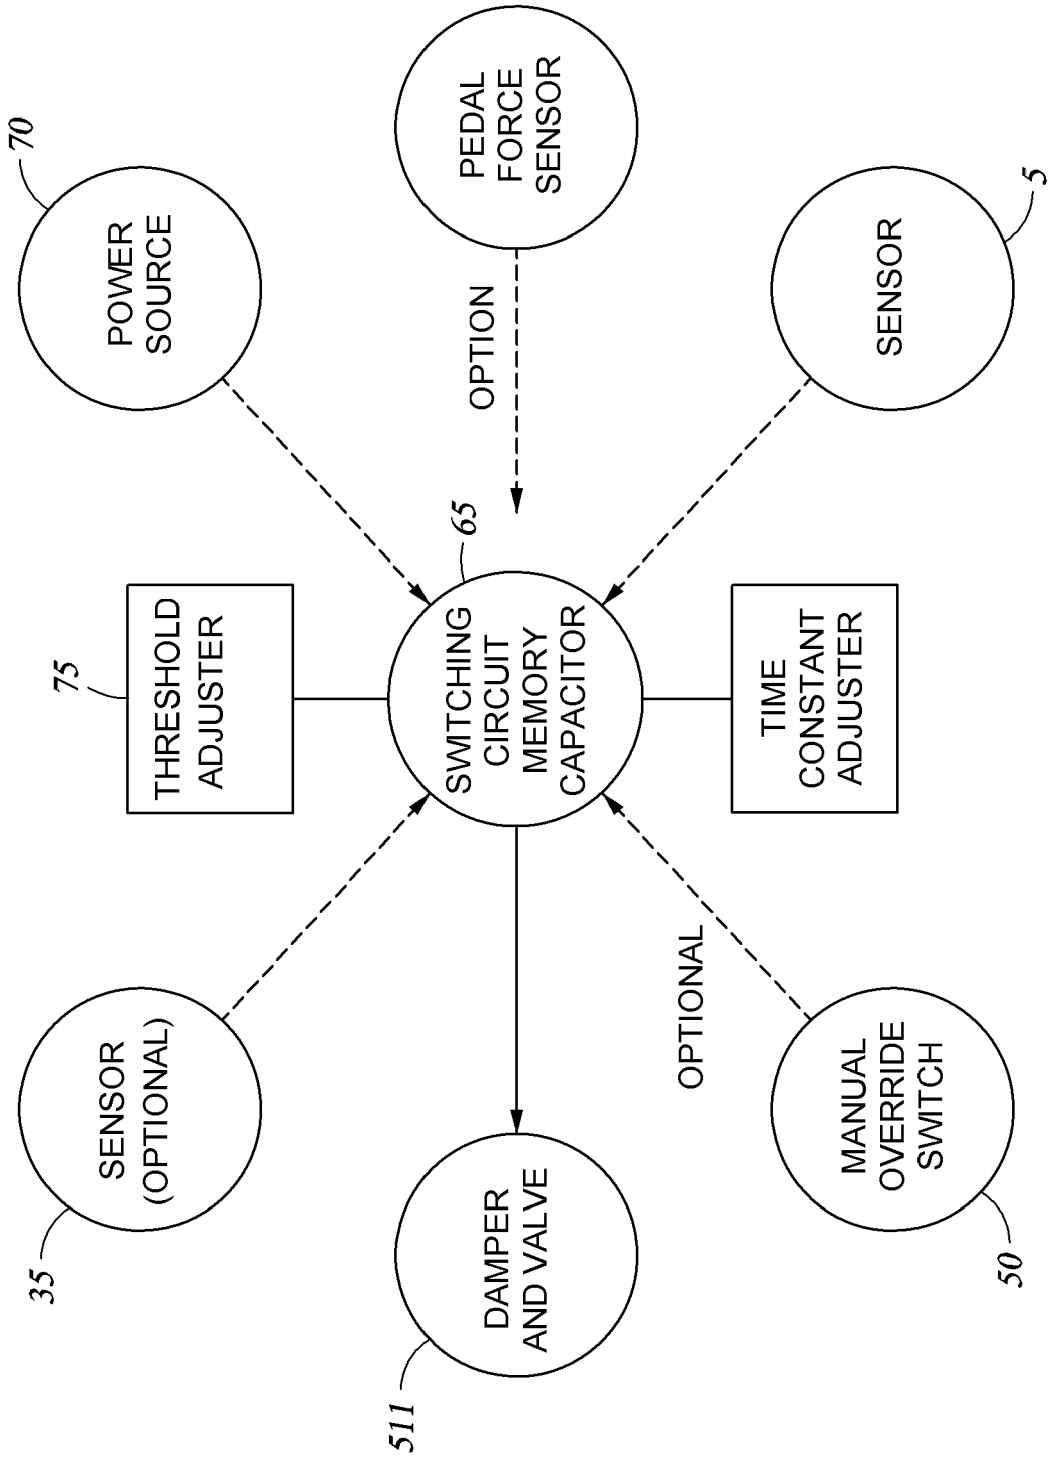 35
SENSOR
(OPTIONAL)
75
THRESHOLD
ADJUSTER
70
POWER
SOURCE
511
DAMPER
AND VALVE
65
SWITCHING
CIRCUIT
MEMORY
CAPACITOR
OPTION
PEDAL
FORCE
SENSOR
OPTIONAL
MANUAL
OVERRIDE
SWITCH
50
TIME
CONSTANT
ADJUSTER
SENSOR
5